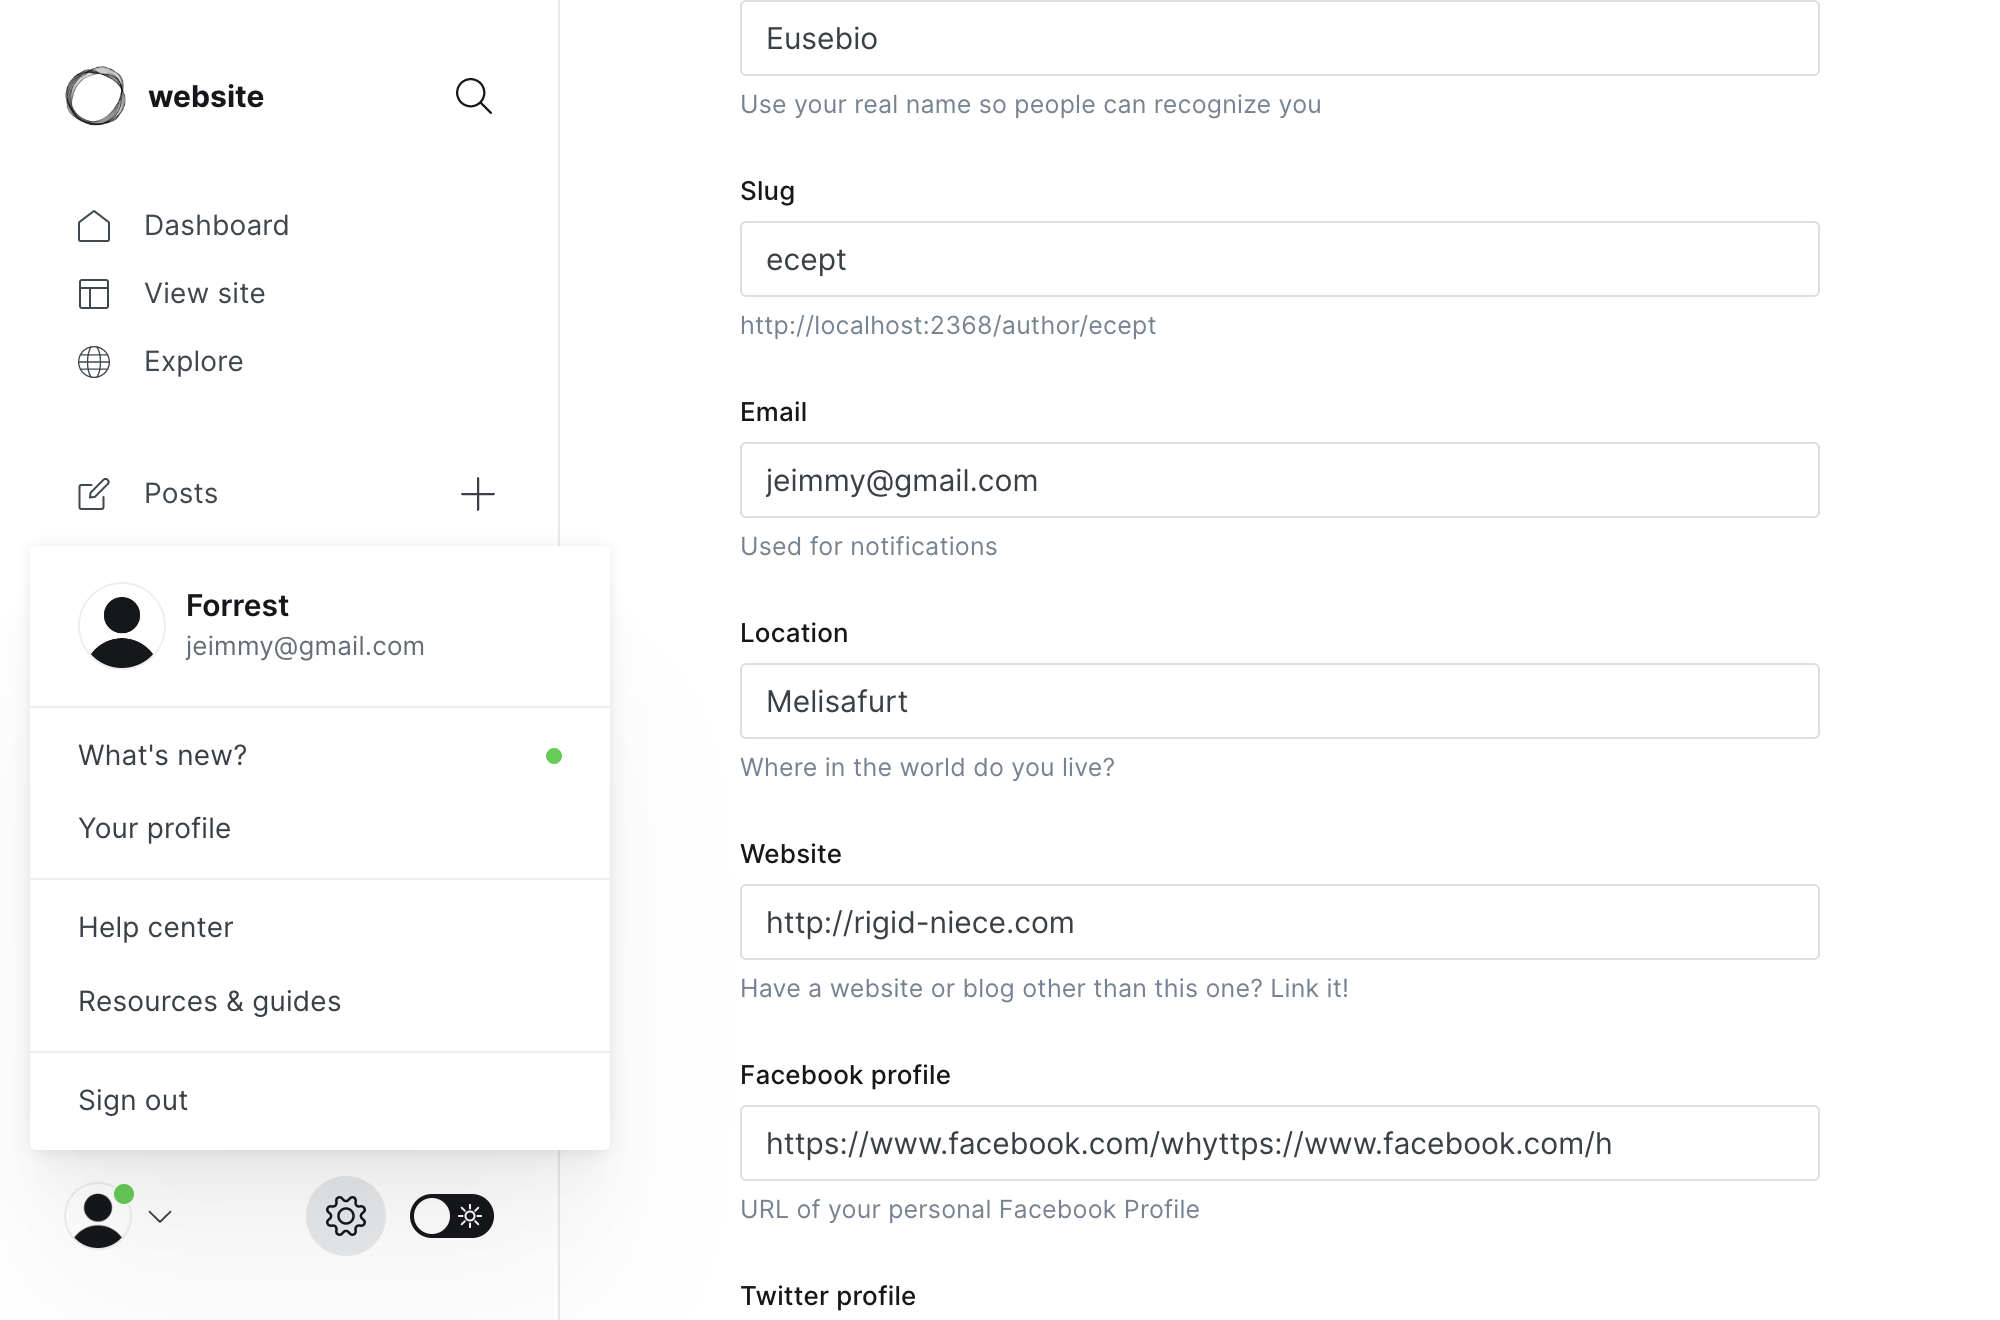 website
Dashboard
View site
Explore
Posts
Forrest
jeimmy@gmail.com
What's new?
Your profile
Help center
Resources & guides
Sign out
Eusebio
Use your real name so people can recognize you
Slug
ecept
http://localhost:2368/author/ecept
Email
jeimmy@gmail.com
Used for notifications
Location
Melisafurt
Where in the world do you live?
Website
http://rigid-niece.com
Have a website or blog other than this one? Link it!
Facebook profile
https://www.facebook.com/whyttps://www.facebook.com/h
URL of your personal Facebook Profile
Twitter profile